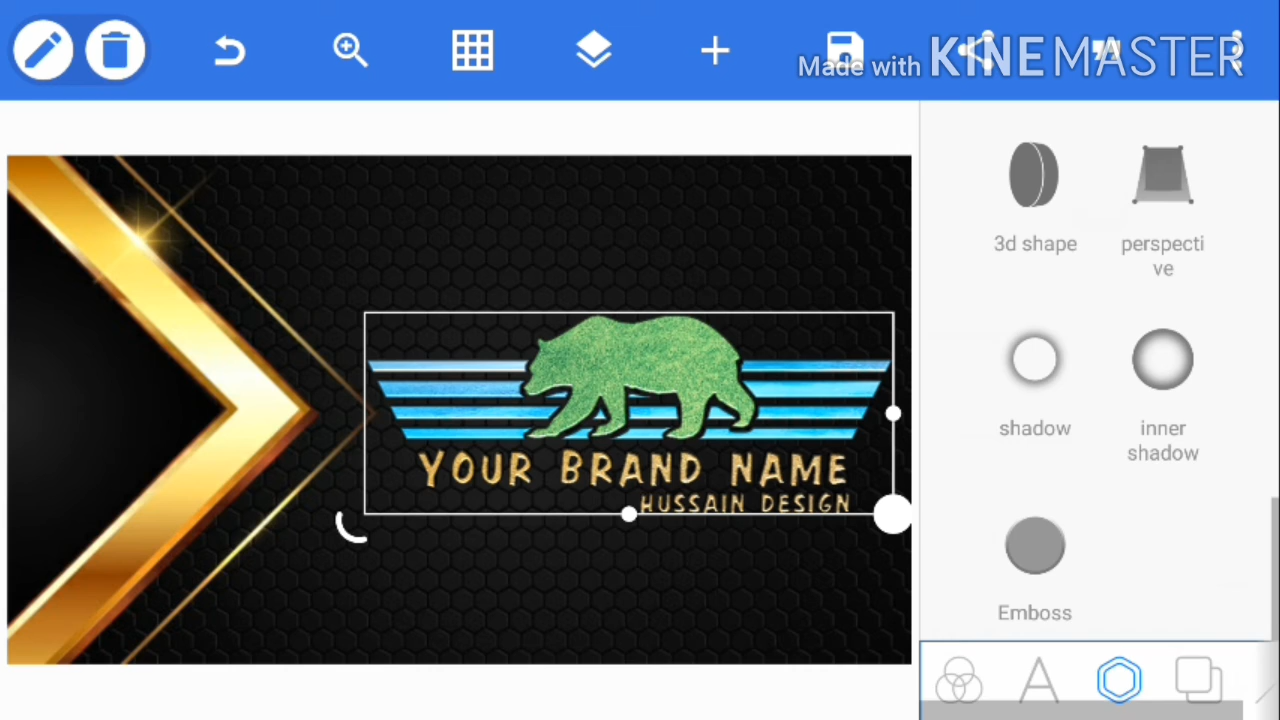 Made with KINEMASTER
3d shape
perspecti
ve
shadow
inner
shadow
Emboss
YOUR BRAND NAME
HUSSAIN DESIGN